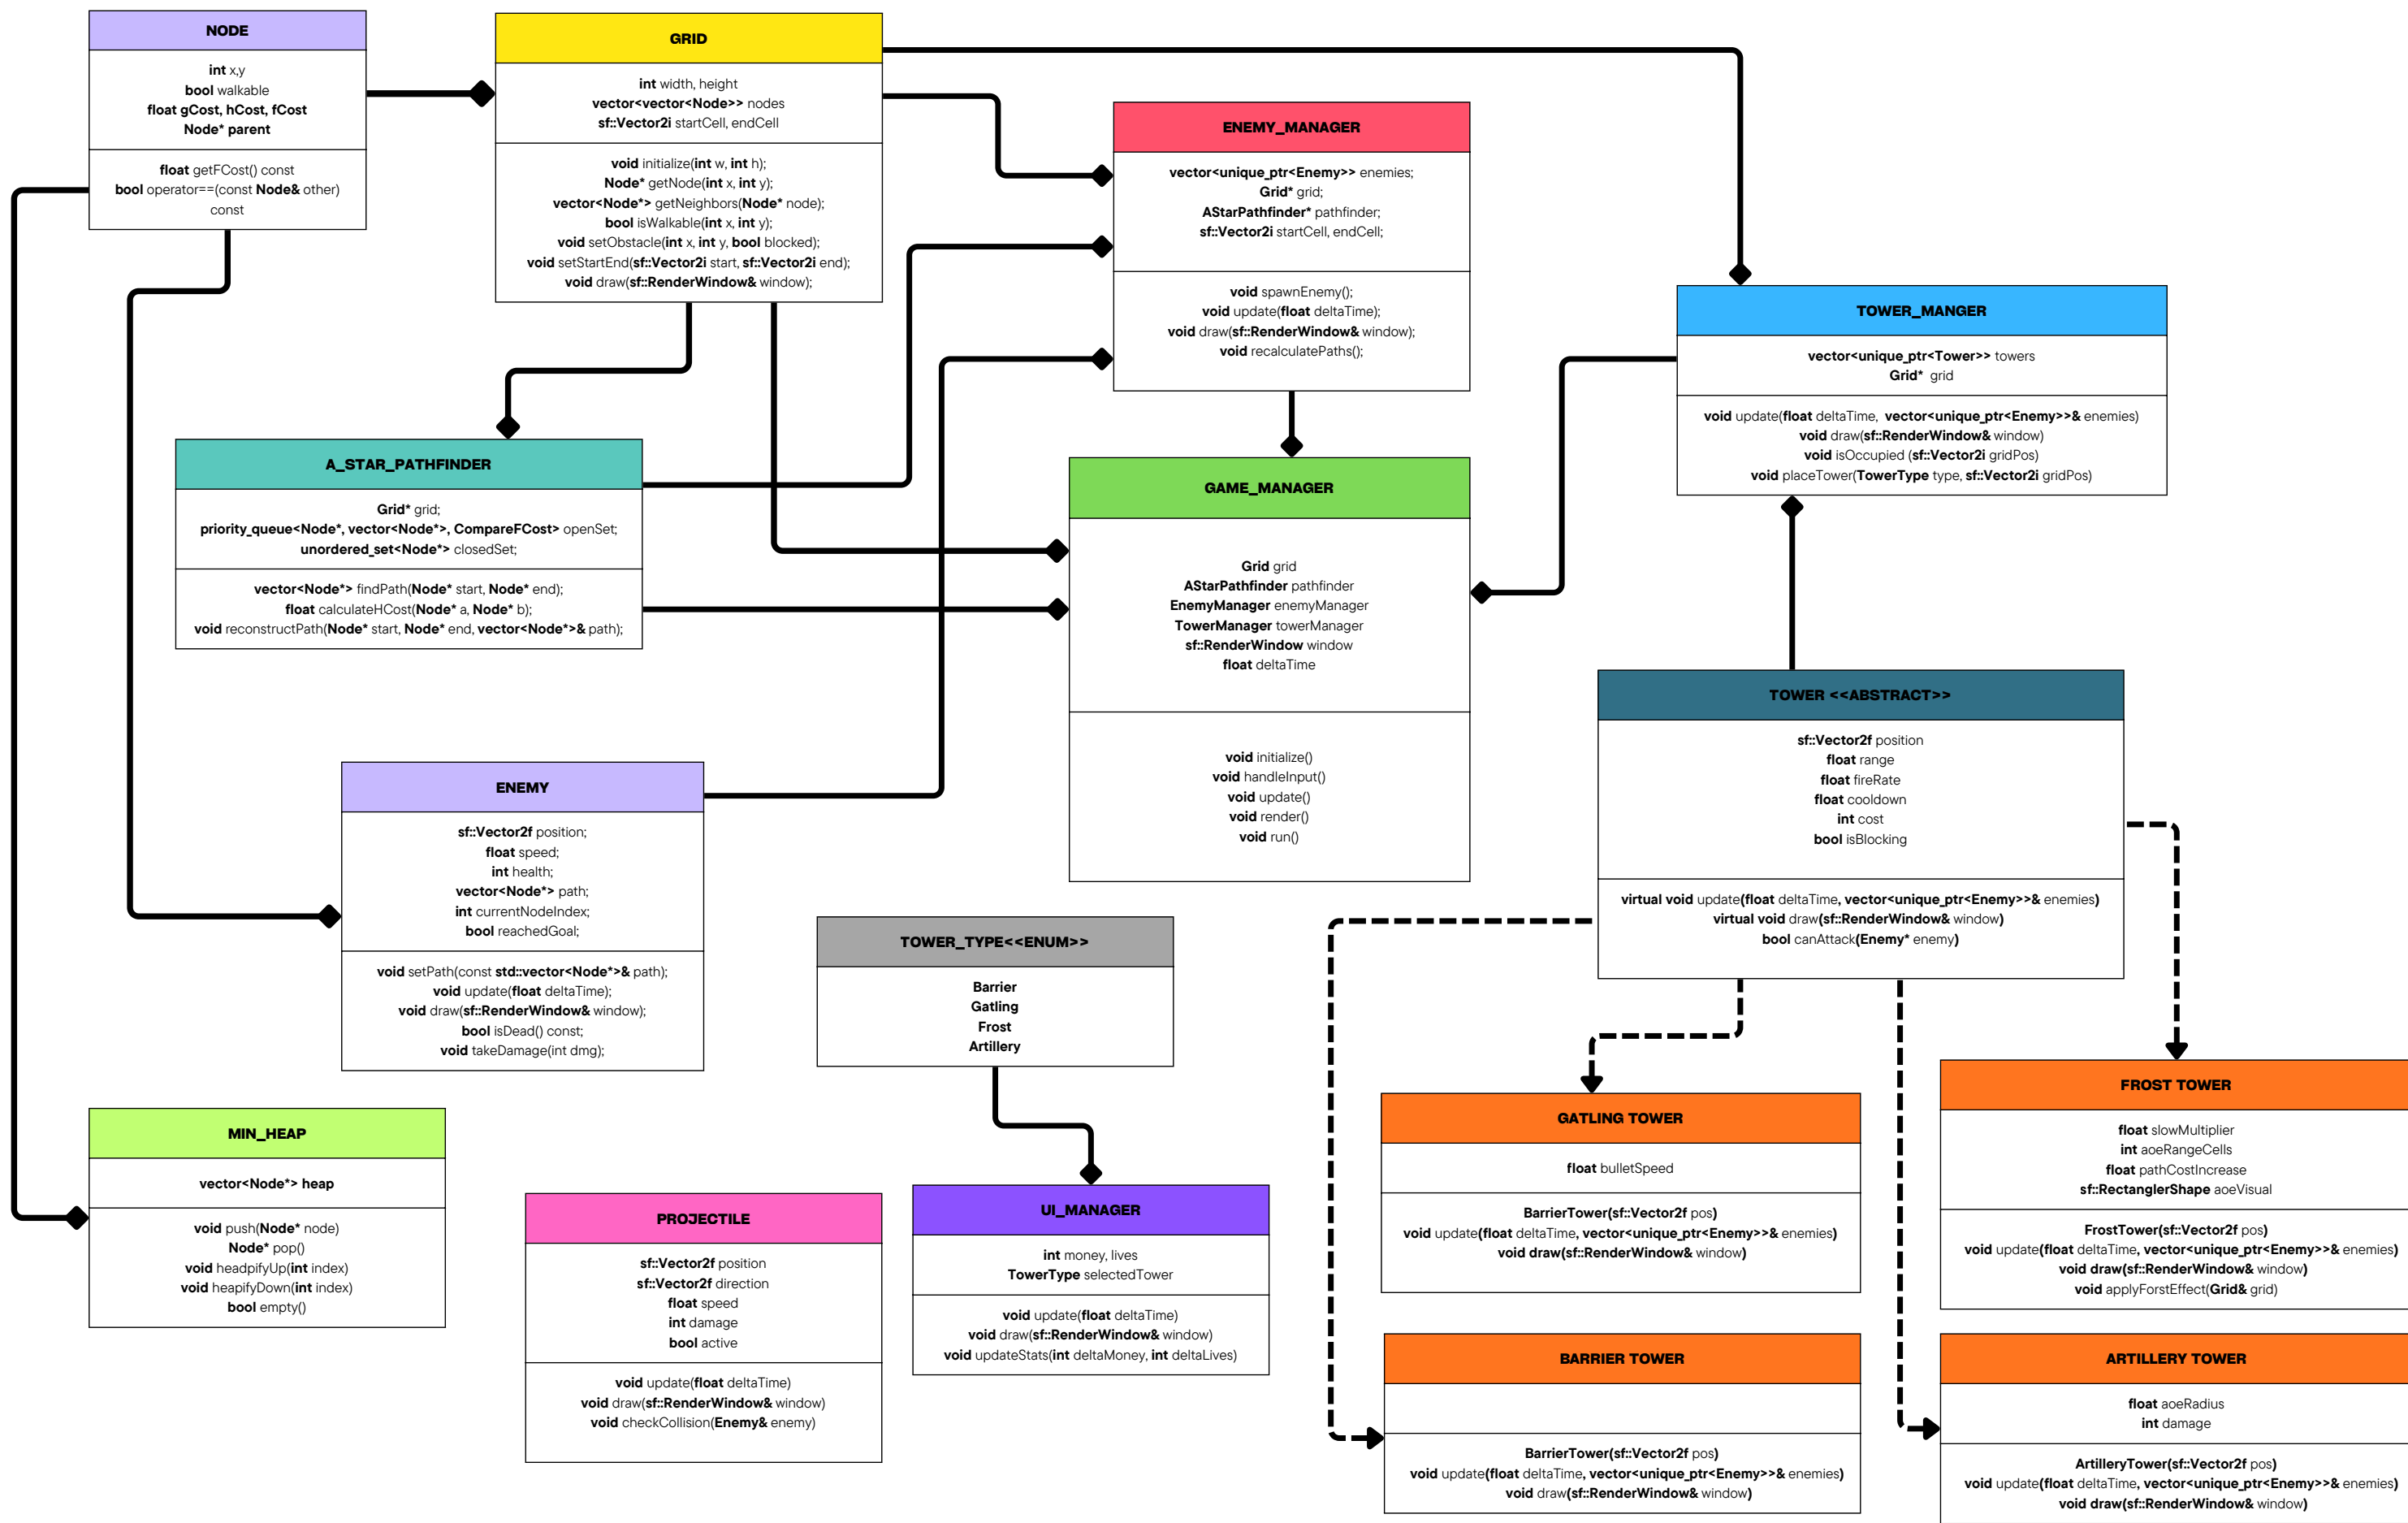 NODE
int x,y
bool walkable
float gCost, hCost, fCost
Node* parent
float getFCost() const
bool operator==(const Node& other)
const
GRID
int width, height
vector<vector<Node>> nodes
sf::Vector2i startCell, endCell
void initialize(int w, int h);
Node* getNode(int x, int y);
vector<Node*> getNeighbors(Node* node);
bool isWalkable(int x, int y);
void setObstacle(int x, int y, bool blocked);
void setStartEnd(sf::Vector2i start, sf::Vector2i end);
void draw(sf::RenderWindow& window);
ENEMY_MANAGER
vector<unique_ptr<Enemy>> enemies;
Grid* grid;
AStarPathfinder* pathfinder;
sf::Vector2i startCell, endCell;
void spawnEnemy();
void update(float deltaTime);
void draw(sf::RenderWindow& window);
void recalculatePaths();
TOWER_MANGER
vector<unique_ptr<Tower>> towers
Grid* grid
void update(float deltaTime, vector<unique_ptr<Enemy>>& enemies)
void draw(sf::RenderWindow& window)
void isOccupied (sf::Vector2i gridPos)
void placeTower(TowerType type, sf::Vector2i gridPos)
A_STAR_PATHFINDER
Grid* grid;
priority_queue<Node*, vector<Node*>, CompareFCost> openSet;
unordered_set<Node*> closedSet;
vector<Node*> findPath(Node* start, Node* end);
float calculateHCost(Node* a, Node* b);
void reconstructPath(Node* start, Node* end, vector<Node*>& path);
GAME_MANAGER
Grid grid
AStarPathfinder pathfinder
EnemyManager enemyManager
TowerManager towerManager
sf::RenderWindow window
float deltaTime
void initialize()
void handleInput()
void update()
void render()
void run()
TOWER <<ABSTRACT>>
sf::Vector2f position
float range
float fireRate
float cooldown
int cost
bool isBlocking
virtual void update(float deltaTime, vector<unique_ptr<Enemy>>& enemies)
virtual void draw(sf::RenderWindow& window)
bool canAttack(Enemy* enemy)
ENEMY
sf::Vector2f position;
float speed;
int health;
vector<Node*> path;
int currentNodeIndex;
bool reachedGoal;
void setPath(const std::vector<Node*>& path);
void update(float deltaTime);
void draw(sf::RenderWindow& window);
bool isDead() const;
void takeDamage(int dmg);
TOWER_TYPE<<ENUM>>
Barrier
Gatling
Frost
Artillery
MIN_HEAP
vector<Node*> heap
void push(Node* node)
Node* pop()
void headpifyUp(int index)
void heapifyDown(int index)
bool empty()
PROJECTILE
sf::Vector2f position
sf::Vector2f direction
float speed
int damage
bool active
void update(float deltaTime)
void draw(sf::RenderWindow& window)
void checkCollision(Enemy& enemy)
UI_MANAGER
int money, lives
TowerType selectedTower
void update(float deltaTime)
void draw(sf::RenderWindow& window)
void updateStats(int deltaMoney, int deltaLives)
GATLING TOWER
float bulletSpeed
BarrierTower(sf::Vector2f pos)
void update(float deltaTime, vector<unique_ptr<Enemy>>& enemies)
void draw(sf::RenderWindow& window)
FROST TOWER
float slowMultiplier
int aoeRangeCells
float pathCostIncrease
sf::RectanglerShape aoeVisual
FrostTower(sf::Vector2f pos)
void update(float deltaTime, vector<unique_ptr<Enemy>>& enemies)
void draw(sf::RenderWindow& window)
void applyForstEffect(Grid& grid)
BARRIER TOWER
BarrierTower(sf::Vector2f pos)
void update(float deltaTime, vector<unique_ptr<Enemy>>& enemies)
void draw(sf::RenderWindow& window)
ARTILLERY TOWER
float aoeRadius
int damage
ArtilleryTower(sf::Vector2f pos)
void update(float deltaTime, vector<unique_ptr<Enemy>>& enemies)
void draw(sf::RenderWindow& window)